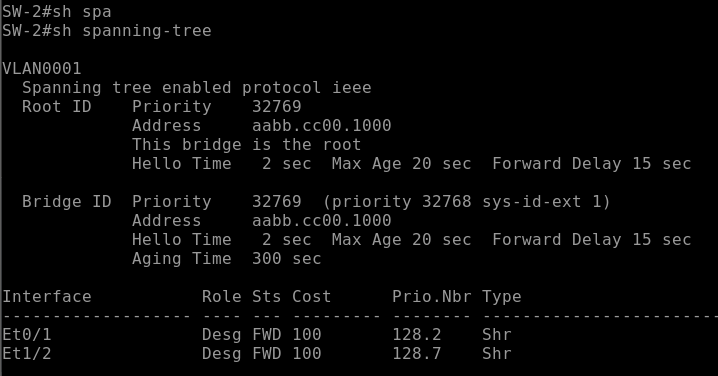 SW-2#sh spa
SW-2#sh spanning-tree
VLAN0001
  Spanning tree enabled protocol ieee
  Root ID    Priority    32769
             Address     aabb.cc00.1000
             This bridge is the root
             Hello Time   2 sec  Max Age 20 sec  Forward Delay 15 sec
  Bridge ID  Priority    32769  (priority 32768 sys-id-ext 1)
             Address     aabb.cc00.1000
             Hello Time   2 sec  Max Age 20 sec  Forward Delay 15 sec
             Aging Time  300 sec
Interface           Role Sts Cost      Prio.Nbr Type
------------------- ---- --- --------- -------- ------------------------
Et0/1               Desg FWD 100       128.2    Shr
Et1/2               Desg FWD 100       128.7    Shr